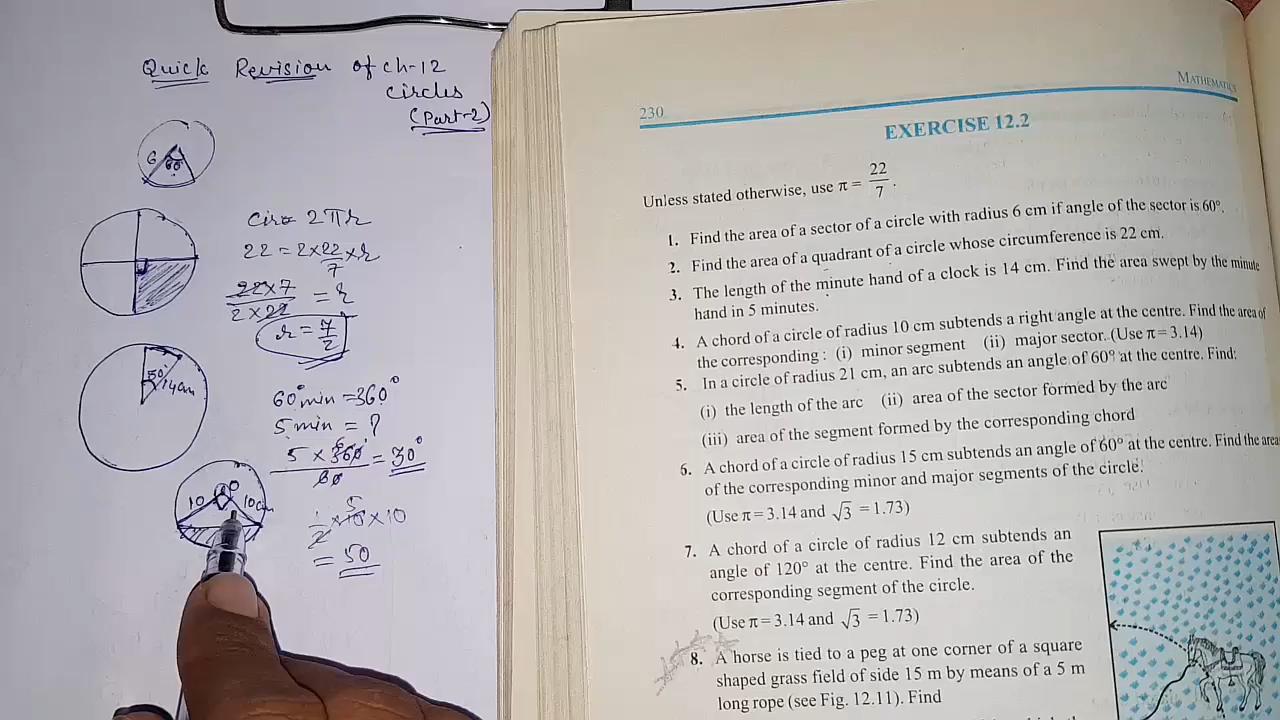 Quick Revision of ch-12
circles
(Part-2)
6 60°
circ 2πr
22 = 2×22/7×r
22×7/2×22 = r
r = 7/2
14cm
60 min = 360°
5 min = ?
5 × 360/60 = 30°
10 10cm
1/2 ×10×10
= 50
230
MATHEMATICS
EXERCISE 12.2
Unless stated otherwise, use π = 22/7.
1. Find the area of a sector of a circle with radius 6 cm if angle of the sector is 60°.
2. Find the area of a quadrant of a circle whose circumference is 22 cm.
3. The length of the minute hand of a clock is 14 cm. Find the area swept by the minute
hand in 5 minutes.
4. A chord of a circle of radius 10 cm subtends a right angle at the centre. Find the area of
the corresponding : (i) minor segment (ii) major sector. (Use π = 3.14)
5. In a circle of radius 21 cm, an arc subtends an angle of 60° at the centre. Find:
(i) the length of the arc (ii) area of the sector formed by the arc
(iii) area of the segment formed by the corresponding chord
6. A chord of a circle of radius 15 cm subtends an angle of 60° at the centre. Find the area
of the corresponding minor and major segments of the circle.
(Use π = 3.14 and √3 = 1.73)
7. A chord of a circle of radius 12 cm subtends an
angle of 120° at the centre. Find the area of the
corresponding segment of the circle.
(Use π = 3.14 and √3 = 1.73)
8. A horse is tied to a peg at one corner of a square
shaped grass field of side 15 m by means of a 5 m
long rope (see Fig. 12.11). Find